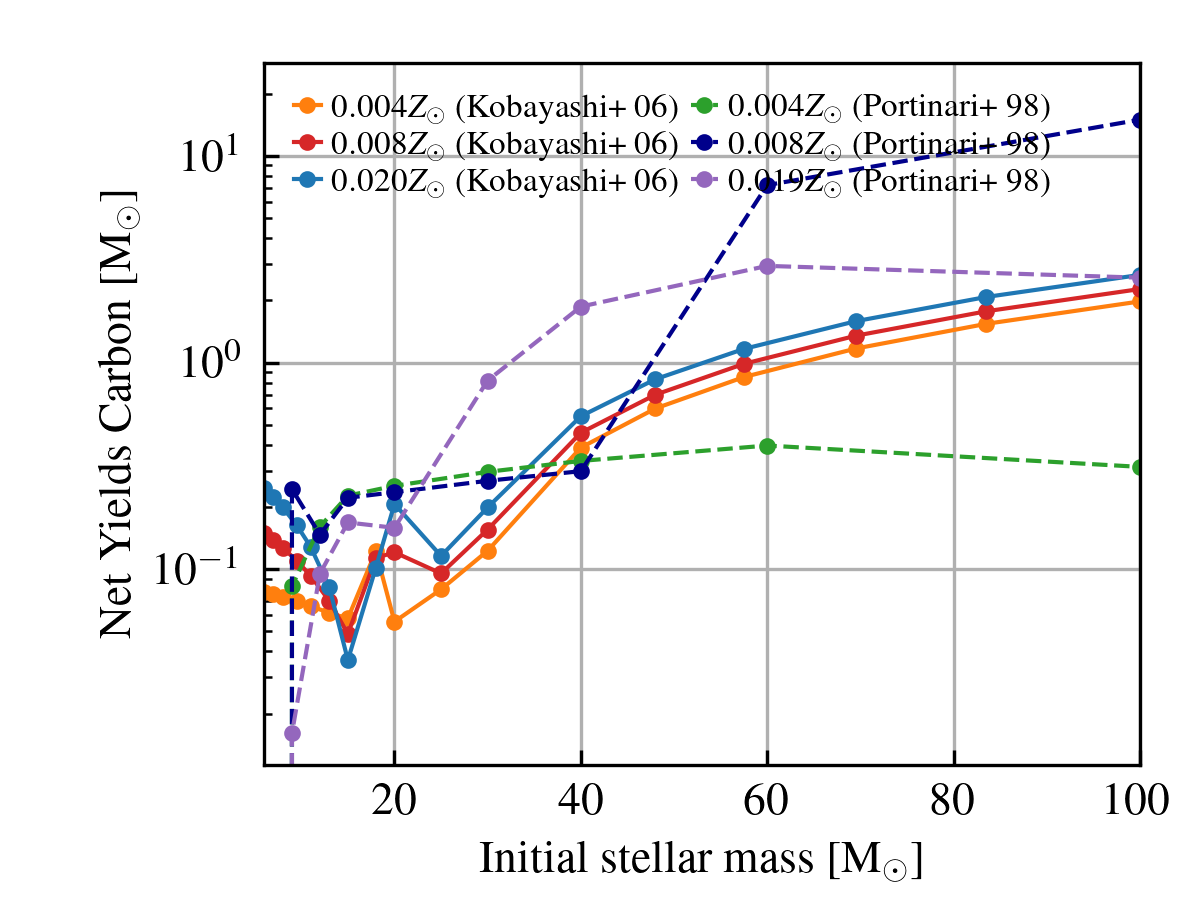 0.004Z⊙ (Kobayashi+ 06) 0.004Z⊙ (Portinari+ 98)
0.008Z⊙ (Kobayashi+ 06) 0.008Z⊙ (Portinari+ 98)
0.020Z⊙ (Kobayashi+ 06) 0.019Z⊙ (Portinari+ 98)
10¹
10⁰
10⁻¹
Net Yields Carbon [M⊙]
20 40 60 80 100
Initial stellar mass [M⊙]